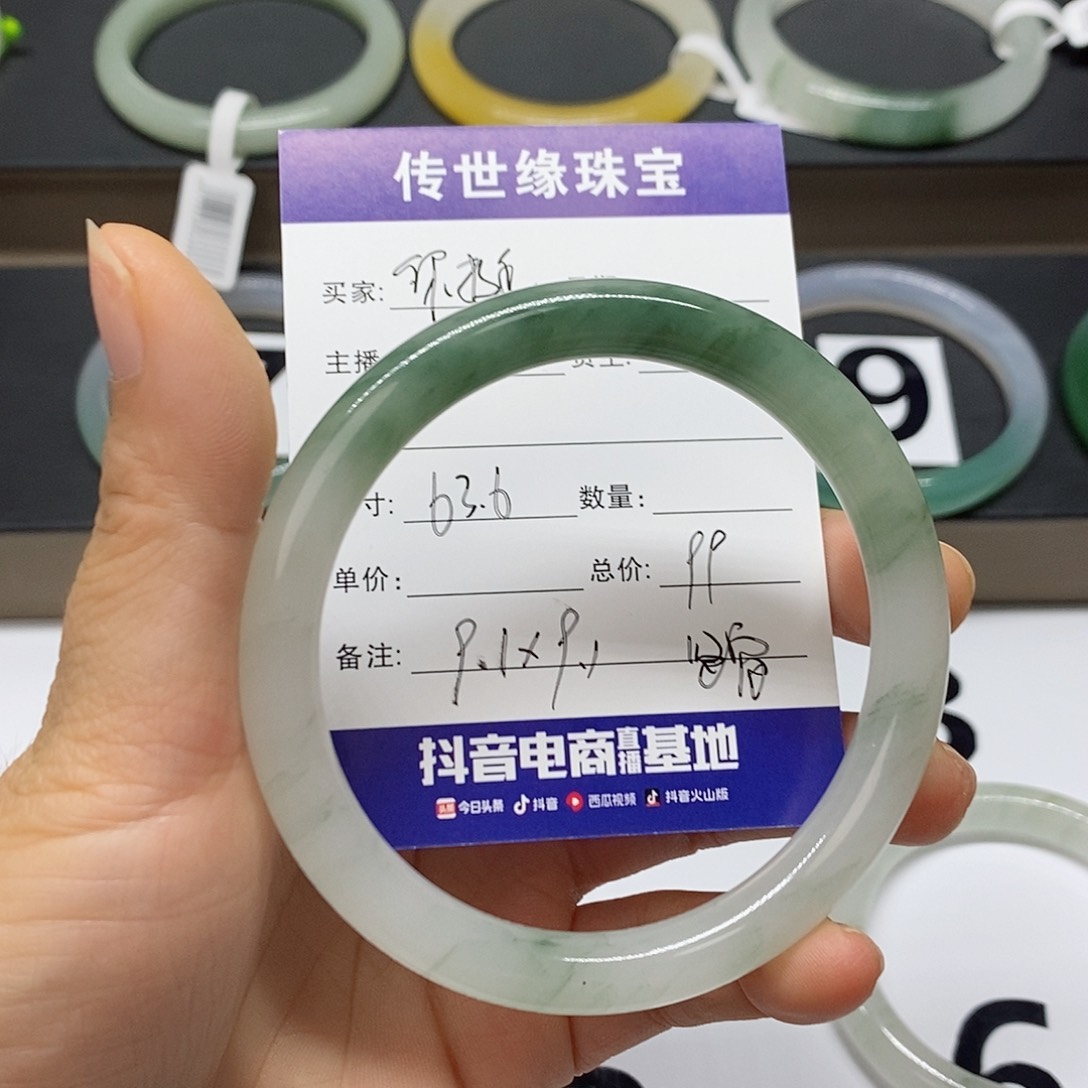 传世缘珠宝
买家:
主播
寸: 63.6 数量:
单价: 总价: 99
备注: 9.1x9.1
抖音电商直播基地
今日头条 抖音 西瓜视频 抖音火山版
9
6